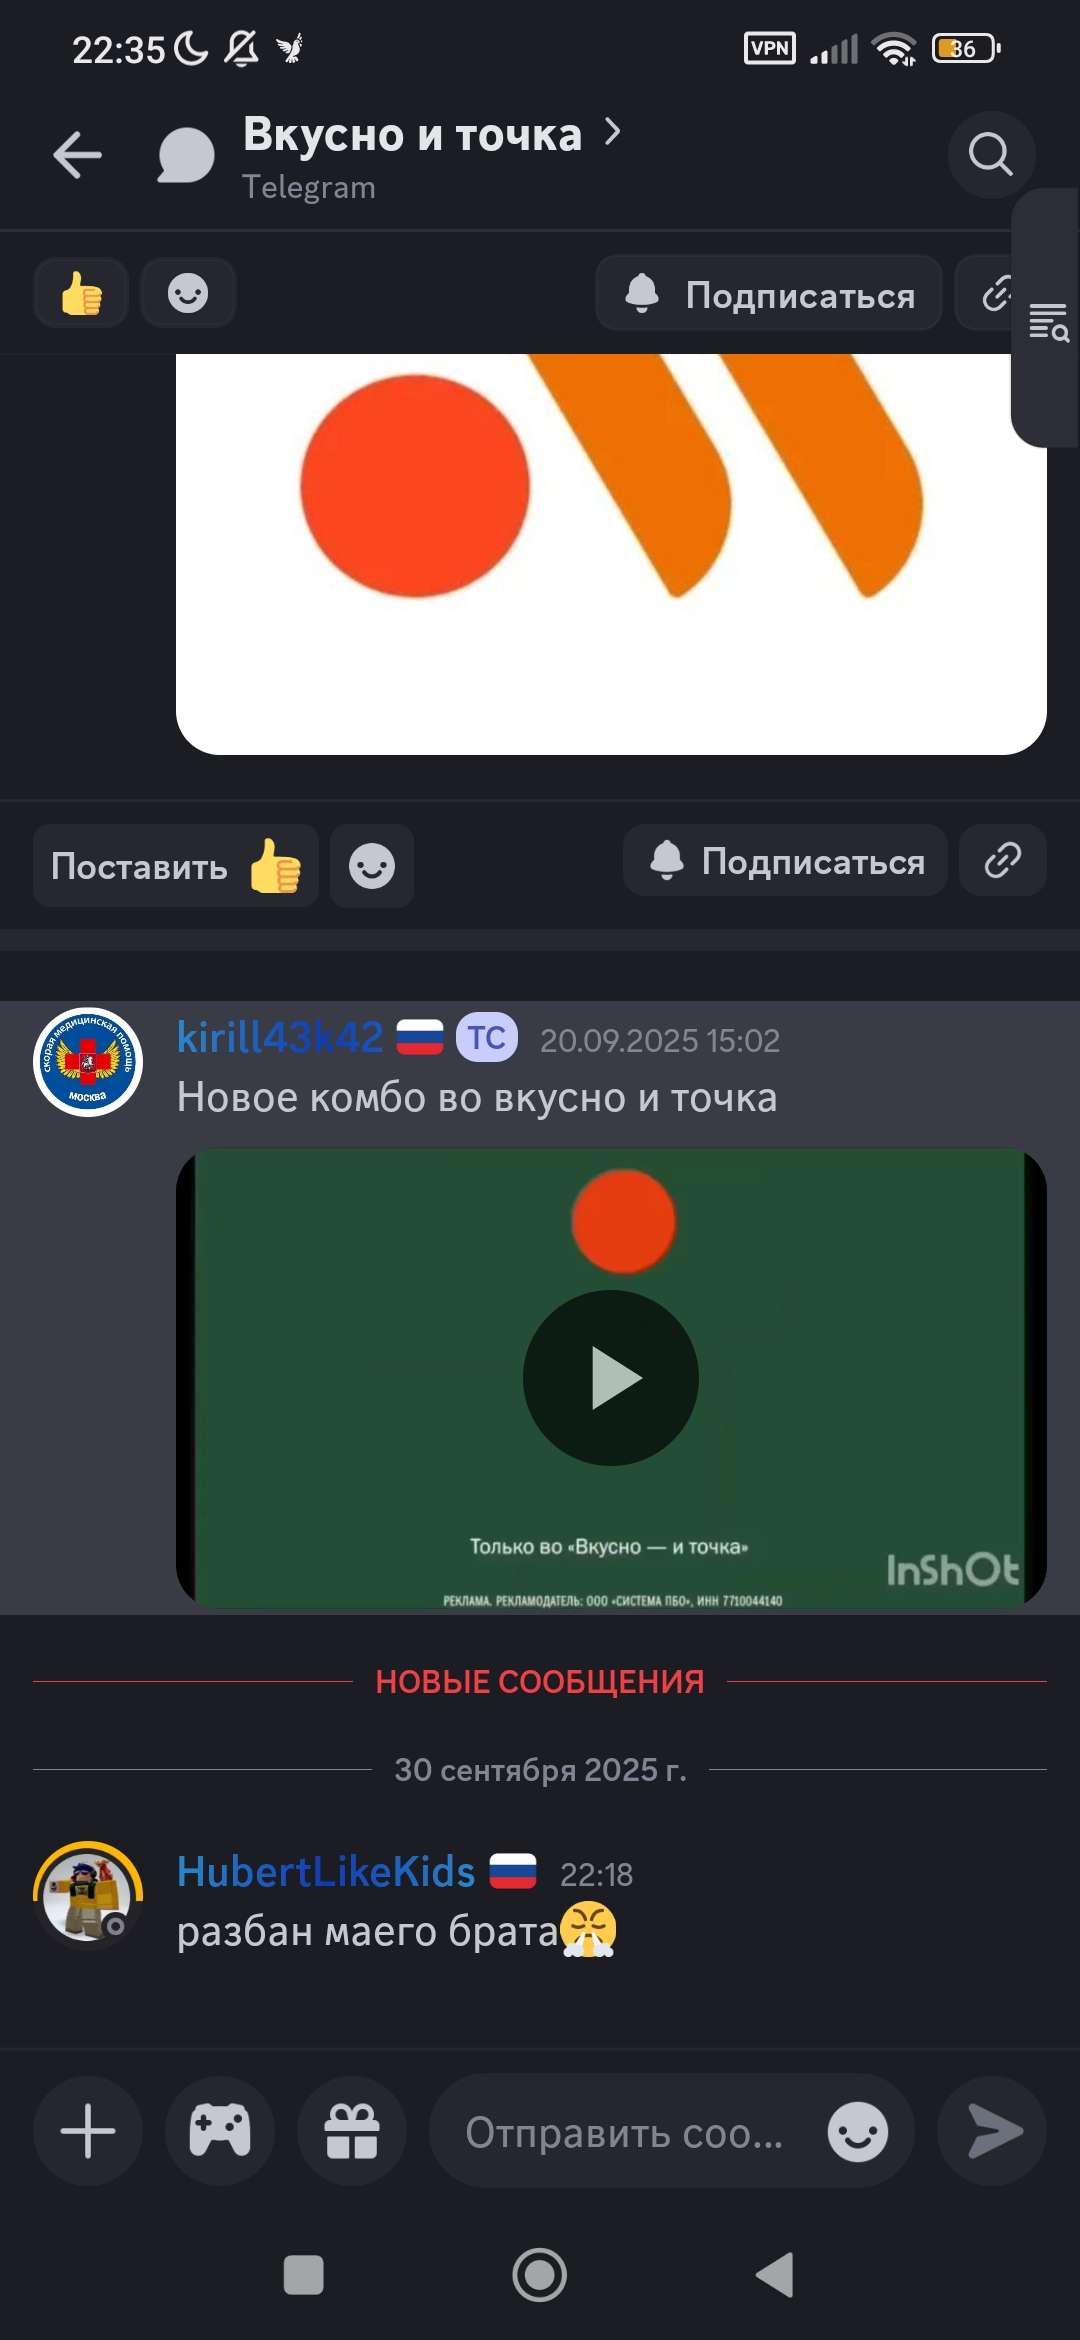 22:35
VPN
36
Вкусно и точка
Telegram
Подписаться
Поставить
Подписаться
скорая медицинская помощь
москва
kirill43k42
ТС
20.09.2025 15:02
Новое комбо во вкусно и точка
Только во «Вкусно — и точка»
InShOt
РЕКЛАМА. РЕКЛАМОДАТЕЛЬ: ООО «СИСТЕМА ПБО», ИНН 7710044140
НОВЫЕ СООБЩЕНИЯ
30 сентября 2025 г.
HubertLikeKids
22:18
разбан маего брата
Отправить соо...